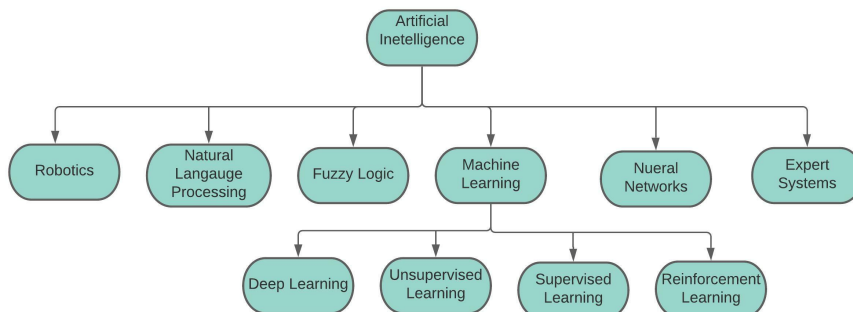 Artificial
Inetelligence
Robotics
Natural
Langauge
Processing
Fuzzy Logic
Machine
Learning
Nueral
Networks
Expert
Systems
Deep Learning
Unsupervised
Learning
Supervised
Learning
Reinforcement
Learning